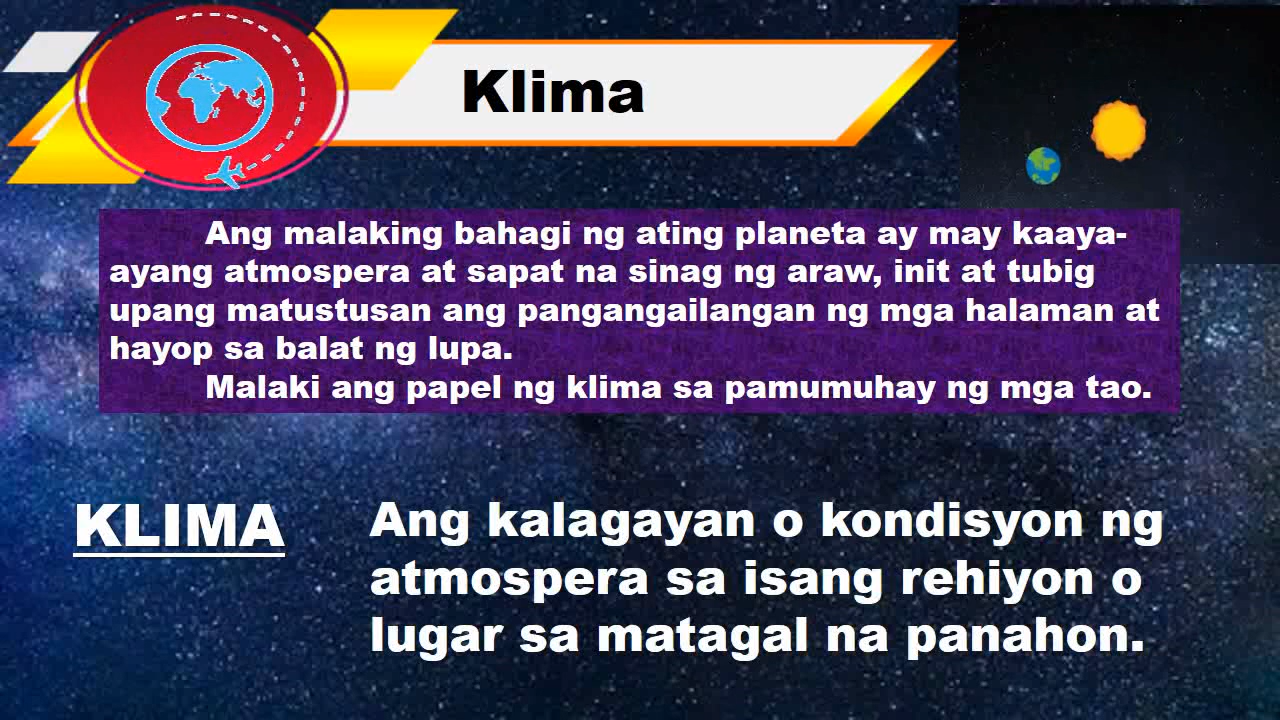 Klima
Ang malaking bahagi ng ating planeta ay may kaaya-
ayang atmospera at sapat na sinag ng araw, init at tubig
upang matustusan ang pangangailangan ng mga halaman at
hayop sa balat ng lupa.
Malaki ang papel ng klima sa pamumuhay ng mga tao.
KLIMA
Ang kalagayan o kondisyon ng
atmospera sa isang rehiyon o
lugar sa matagal na panahon.